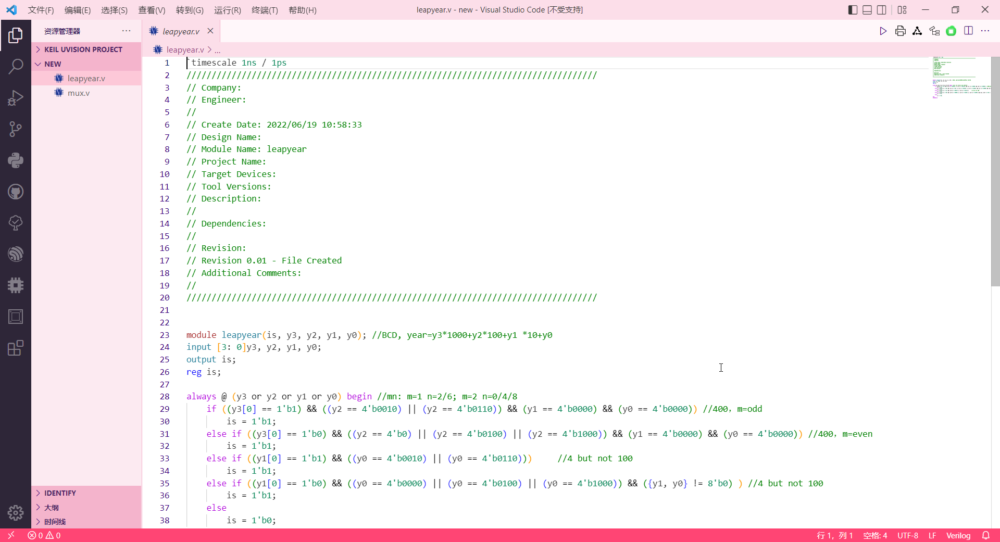 文件(F) 编辑(E) 选择(S) 查看(V) 转到(G) 运行(R) 终端(T) 帮助(H) leapyear.v - new - Visual Studio Code [不受支持]
资源管理器 ···
KEIL UVISION PROJECT
NEW
leapyear.v
mux.v
IDENTIFY
大纲
时间线
leapyear.v
leapyear.v > ...
1 `timescale 1ns / 1ps
2 //////////////////////////////////////////////////////////////////////////////////
3 // Company:
4 // Engineer:
5 //
6 // Create Date: 2022/06/19 10:58:33
7 // Design Name:
8 // Module Name: leapyear
9 // Project Name:
10 // Target Devices:
11 // Tool Versions:
12 // Description:
13 //
14 // Dependencies:
15 //
16 // Revision:
17 // Revision 0.01 - File Created
18 // Additional Comments:
19 //
20 //////////////////////////////////////////////////////////////////////////////////
21
22
23 module leapyear(is, y3, y2, y1, y0); //BCD, year=y3*1000+y2*100+y1 *10+y0
24 input [3: 0]y3, y2, y1, y0;
25 output is;
26 reg is;
27
28 always @ (y3 or y2 or y1 or y0) begin //mn: m=1 n=2/6; m=2 n=0/4/8
29 if ((y3[0] == 1'b1) && ((y2 == 4'b0010) || (y2 == 4'b0110)) && (y1 == 4'b0000) && (y0 == 4'b0000)) //400，m=odd
30 is = 1'b1;
31 else if ((y3[0] == 1'b0) && ((y2 == 4'b0) || (y2 == 4'b0100) || (y2 == 4'b1000)) && (y1 == 4'b0000) && (y0 == 4'b0000)) //400，m=even
32 is = 1'b1;
33 else if ((y1[0] == 1'b1) && ((y0 == 4'b0010) || (y0 == 4'b0110))) //4 but not 100
34 is = 1'b1;
35 else if ((y1[0] == 1'b0) && ((y0 == 4'b0000) || (y0 == 4'b0100) || (y0 == 4'b1000)) && ({y1, y0} != 8'b0) ) //4 but not 100
36 is = 1'b1;
37 else
38 is = 1'b0;
0 0 行 1，列 1 空格: 4 UTF-8 LF Verilog